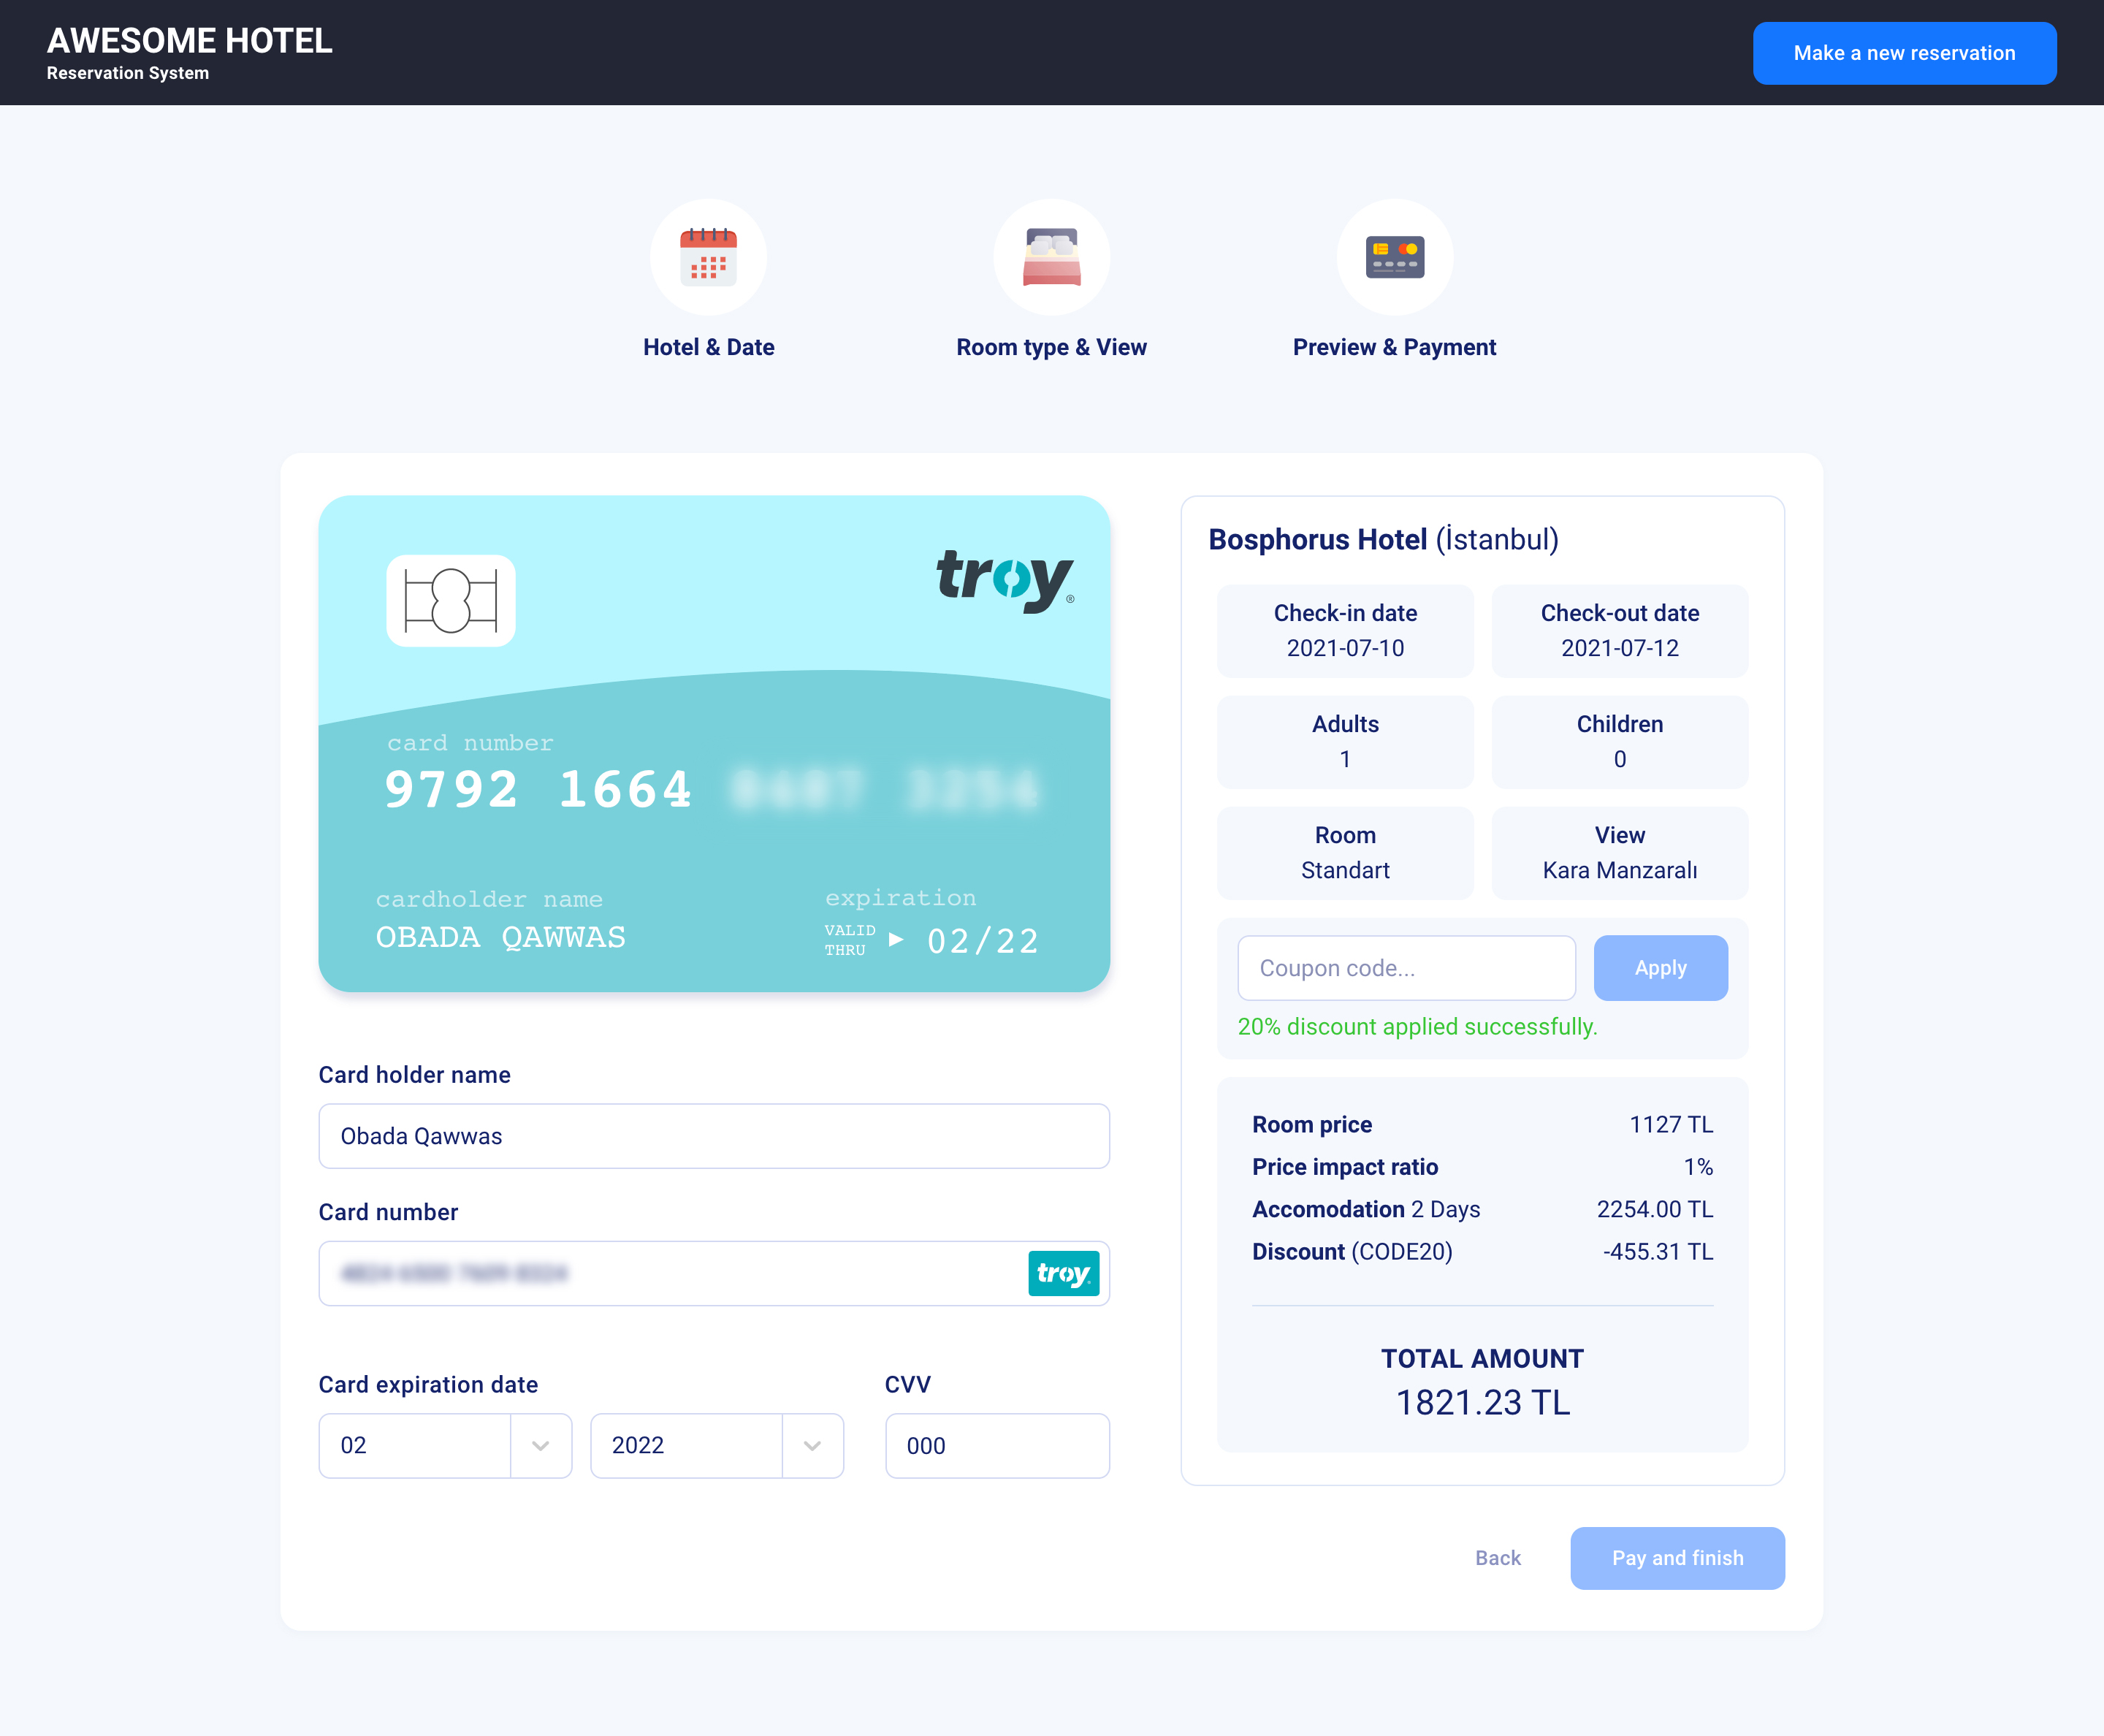 AWESOME HOTEL
Reservation System
Make a new reservation
Hotel & Date
Room type & View
Preview & Payment
troy®
card number
9792 1664
cardholder name
OBADA QAWWAS
expiration
VALID THRU ▶ 02/22
Card holder name
Obada Qawwas
Card number
troy
Card expiration date
CVV
02
2022
000
Bosphorus Hotel (İstanbul)
Check-in date
2021-07-10
Check-out date
2021-07-12
Adults
1
Children
0
Room
Standart
View
Kara Manzaralı
Coupon code...
Apply
20% discount applied successfully.
Room price 1127 TL
Price impact ratio 1%
Accomodation 2 Days 2254.00 TL
Discount (CODE20) -455.31 TL
TOTAL AMOUNT
1821.23 TL
Back
Pay and finish